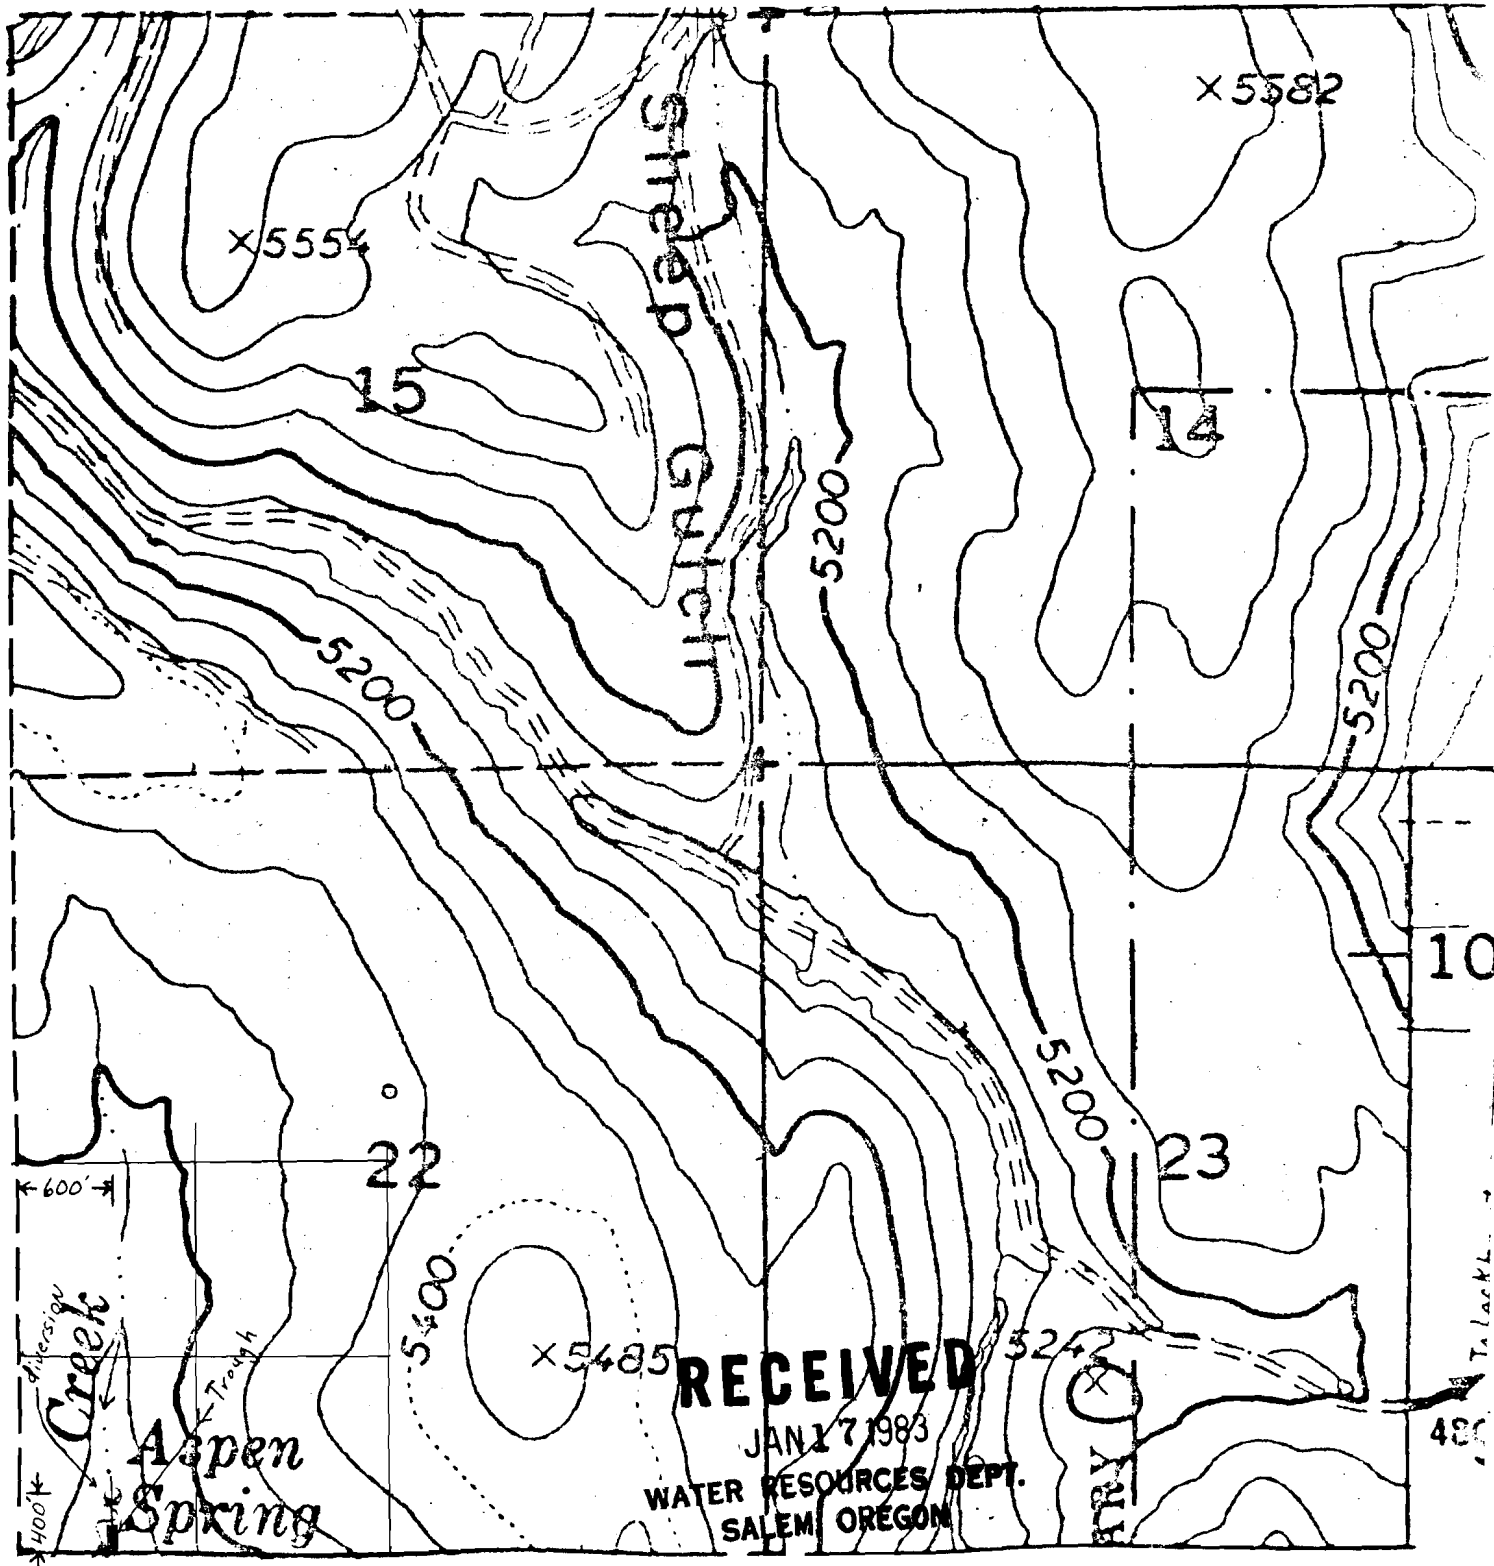 ×5582
Sheep
×5554
15
14
Gulch
5200
5200
5200
10
5200
22
23
600'
5400
diversion
Creek
Trough
×5485
5242
×
RECEIVED
JAN 17 1983
WATER RESOURCES DEPT.
SALEM, OREGON
Aspen
Spring
400'